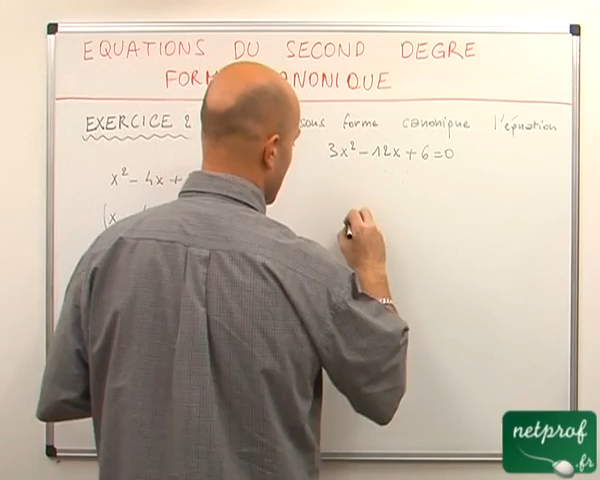 EQUATIONS DU SECOND DEGRE
FORM CANONIQUE
EXERCICE 2 sous forme canonique l'équation
3x² - 12x + 6 = 0
x² - 4x +
(x
netprof
.fr